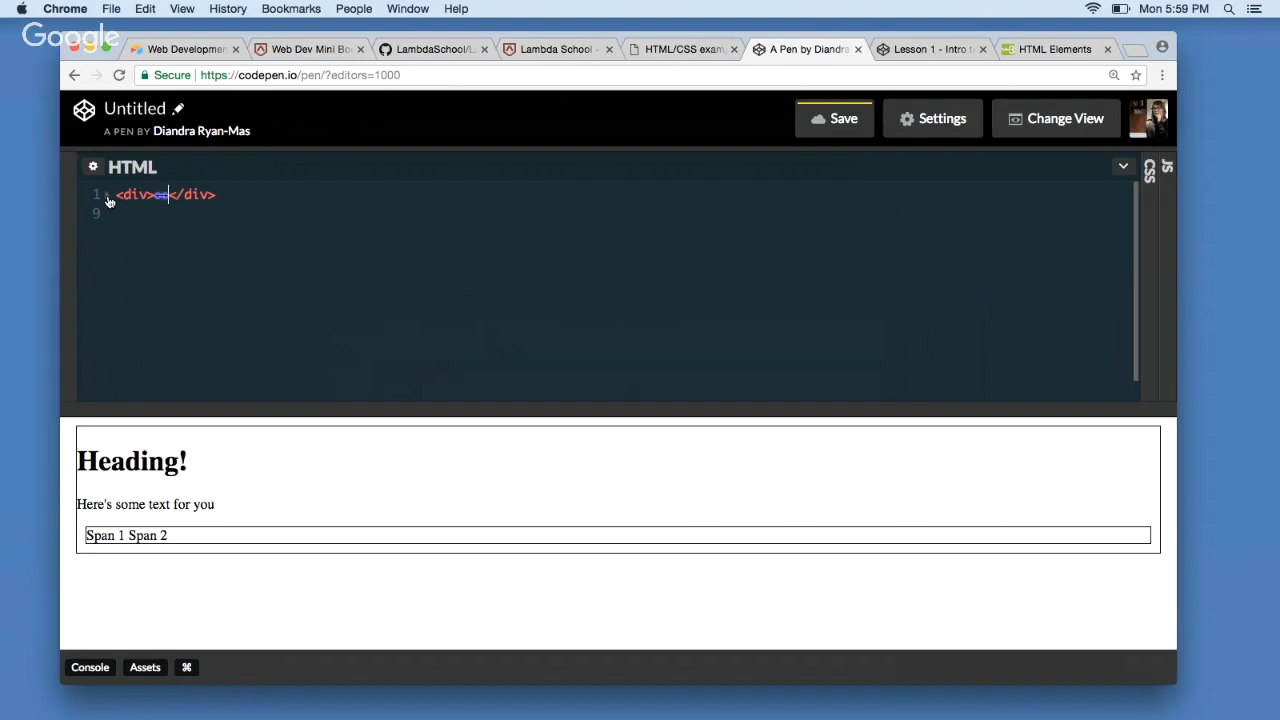 Chrome File Edit View History Bookmarks People Window Help Mon 5:59 PM
Google
Web Developmen Web Dev Mini Bo LambdaSchool/L Lambda School - HTML/CSS exam A Pen by Diandra Lesson 1 - Intro t HTML Elements
Secure https://codepen.io/pen/?editors=1000
Untitled
A PEN BY Diandra Ryan-Mas
Save Settings Change View
HTML
CSS
JS
1 <div>↔</div>
9
Heading!
Here's some text for you
Span 1 Span 2
Console Assets ⌘